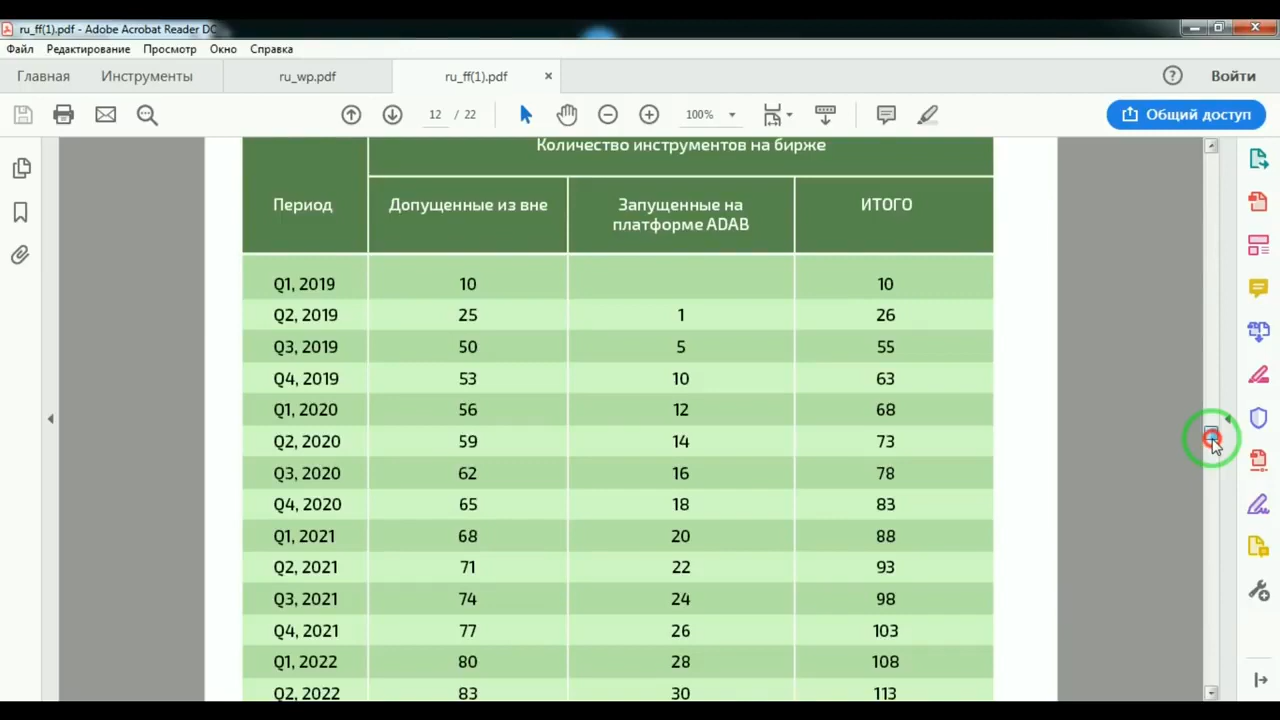 ru_ff(1).pdf - Adobe Acrobat Reader DC
Файл Редактирование Просмотр Окно Справка
Главная Инструменты ru_wp.pdf ru_ff(1).pdf × Войти
12 / 22 100% Общий доступ
Количество инструментов на бирже
Период Допущенные из вне Запущенные на ИТОГО
платформе ADAB
Q1, 2019 10 10
Q2, 2019 25 1 26
Q3, 2019 50 5 55
Q4, 2019 53 10 63
Q1, 2020 56 12 68
Q2, 2020 59 14 73
Q3, 2020 62 16 78
Q4, 2020 65 18 83
Q1, 2021 68 20 88
Q2, 2021 71 22 93
Q3, 2021 74 24 98
Q4, 2021 77 26 103
Q1, 2022 80 28 108
Q2, 2022 83 30 113